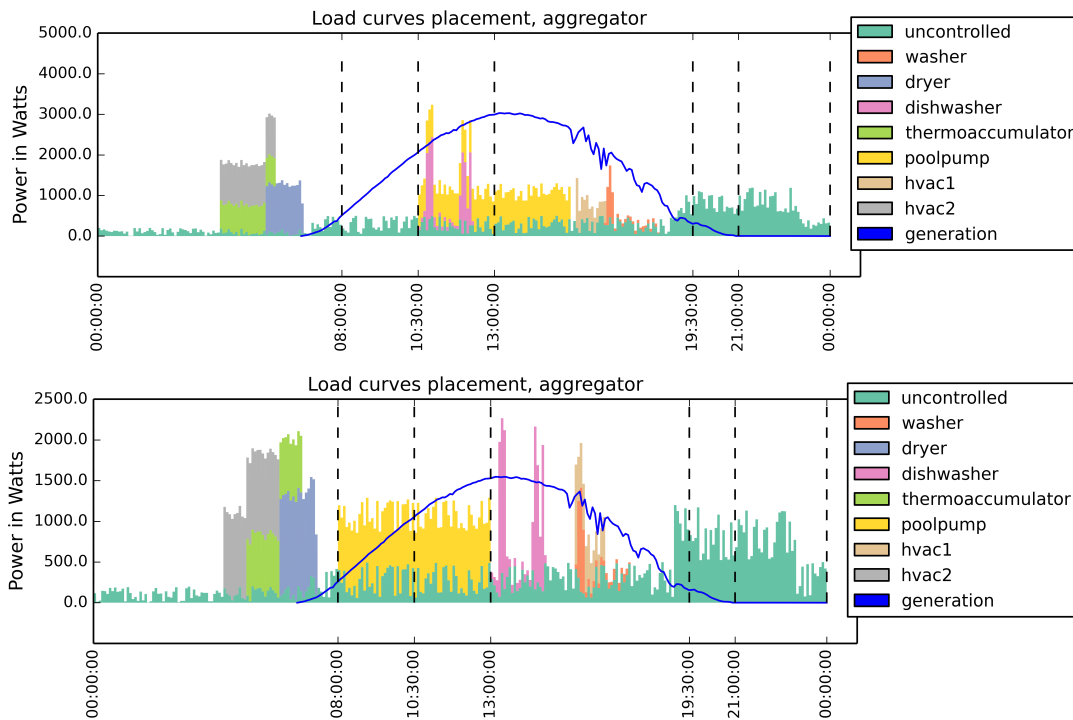 Load curves placement, aggregator
Power in Watts
5000.0
4000.0
3000.0
2000.0
1000.0
0.0
00:00:00
08:00:00
10:30:00
13:00:00
19:30:00
21:00:00
00:00:00
uncontrolled
washer
dryer
dishwasher
thermoaccumulator
poolpump
hvac1
hvac2
generation
Load curves placement, aggregator
Power in Watts
2500.0
2000.0
1500.0
1000.0
500.0
0.0
00:00:00
08:00:00
10:30:00
13:00:00
19:30:00
21:00:00
00:00:00
uncontrolled
washer
dryer
dishwasher
thermoaccumulator
poolpump
hvac1
hvac2
generation